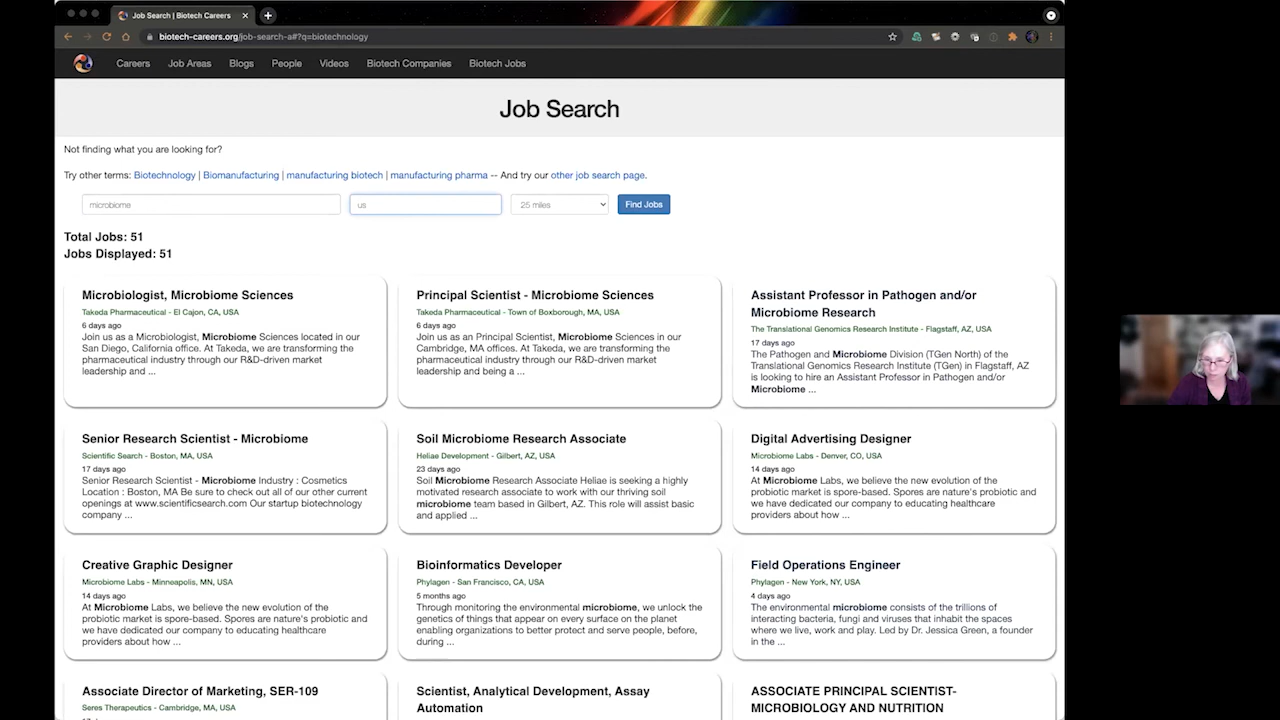 Job Search | Biotech Careers
biotech-careers.org/job-search-a#?q=biotechnology
Careers Job Areas Blogs People Videos Biotech Companies Biotech Jobs
Job Search
Not finding what you are looking for?
Try other terms: Biotechnology | Biomanufacturing | manufacturing biotech | manufacturing pharma -- And try our other job search page.
microbiome us 25 miles Find Jobs
Total Jobs: 51
Jobs Displayed: 51
Microbiologist, Microbiome Sciences
Takeda Pharmaceutical - El Cajon, CA, USA
6 days ago
Join us as a Microbiologist, Microbiome Sciences located in our
San Diego, California office. At Takeda, we are transforming the
pharmaceutical industry through our R&D-driven market
leadership and ...
Principal Scientist - Microbiome Sciences
Takeda Pharmaceutical - Town of Boxborough, MA, USA
6 days ago
Join us as an Principal Scientist, Microbiome Sciences in our
Cambridge, MA offices. At Takeda, we are transforming the
pharmaceutical industry through our R&D-driven market
leadership and being a ...
Assistant Professor in Pathogen and/or
Microbiome Research
The Translational Genomics Research Institute - Flagstaff, AZ, USA
17 days ago
The Pathogen and Microbiome Division (TGen North) of the
Translational Genomics Research Institute (TGen) in Flagstaff, AZ
is looking to hire an Assistant Professor in Pathogen and/or
Microbiome ...
Senior Research Scientist - Microbiome
Scientific Search - Boston, MA, USA
17 days ago
Senior Research Scientist - Microbiome Industry : Cosmetics
Location : Boston, MA Be sure to check out all of our other current
openings at www.scientificsearch.com Our startup biotechnology
company ...
Soil Microbiome Research Associate
Heliae Development - Gilbert, AZ, USA
23 days ago
Soil Microbiome Research Associate Heliae is seeking a highly
motivated research associate to work with our thriving soil
microbiome team based in Gilbert, AZ. This role will assist basic
and applied ...
Digital Advertising Designer
Microbiome Labs - Denver, CO, USA
14 days ago
At Microbiome Labs, we believe the new evolution of the
probiotic market is spore-based. Spores are nature's probiotic and
we have dedicated our company to educating healthcare
providers about how ...
Creative Graphic Designer
Microbiome Labs - Minneapolis, MN, USA
14 days ago
At Microbiome Labs, we believe the new evolution of the
probiotic market is spore-based. Spores are nature's probiotic and
we have dedicated our company to educating healthcare
providers about how ...
Bioinformatics Developer
Phylagen - San Francisco, CA, USA
5 months ago
Through monitoring the environmental microbiome, we unlock the
genetics of things that appear on every surface on the planet
enabling organizations to better protect and serve people, before,
during ...
Field Operations Engineer
Phylagen - New York, NY, USA
4 days ago
The environmental microbiome consists of the trillions of
interacting bacteria, fungi and viruses that inhabit the spaces
where we live, work and play. Led by Dr. Jessica Green, a founder
in the ...
Associate Director of Marketing, SER-109
Seres Therapeutics - Cambridge, MA, USA
Scientist, Analytical Development, Assay
Automation
ASSOCIATE PRINCIPAL SCIENTIST-
MICROBIOLOGY AND NUTRITION